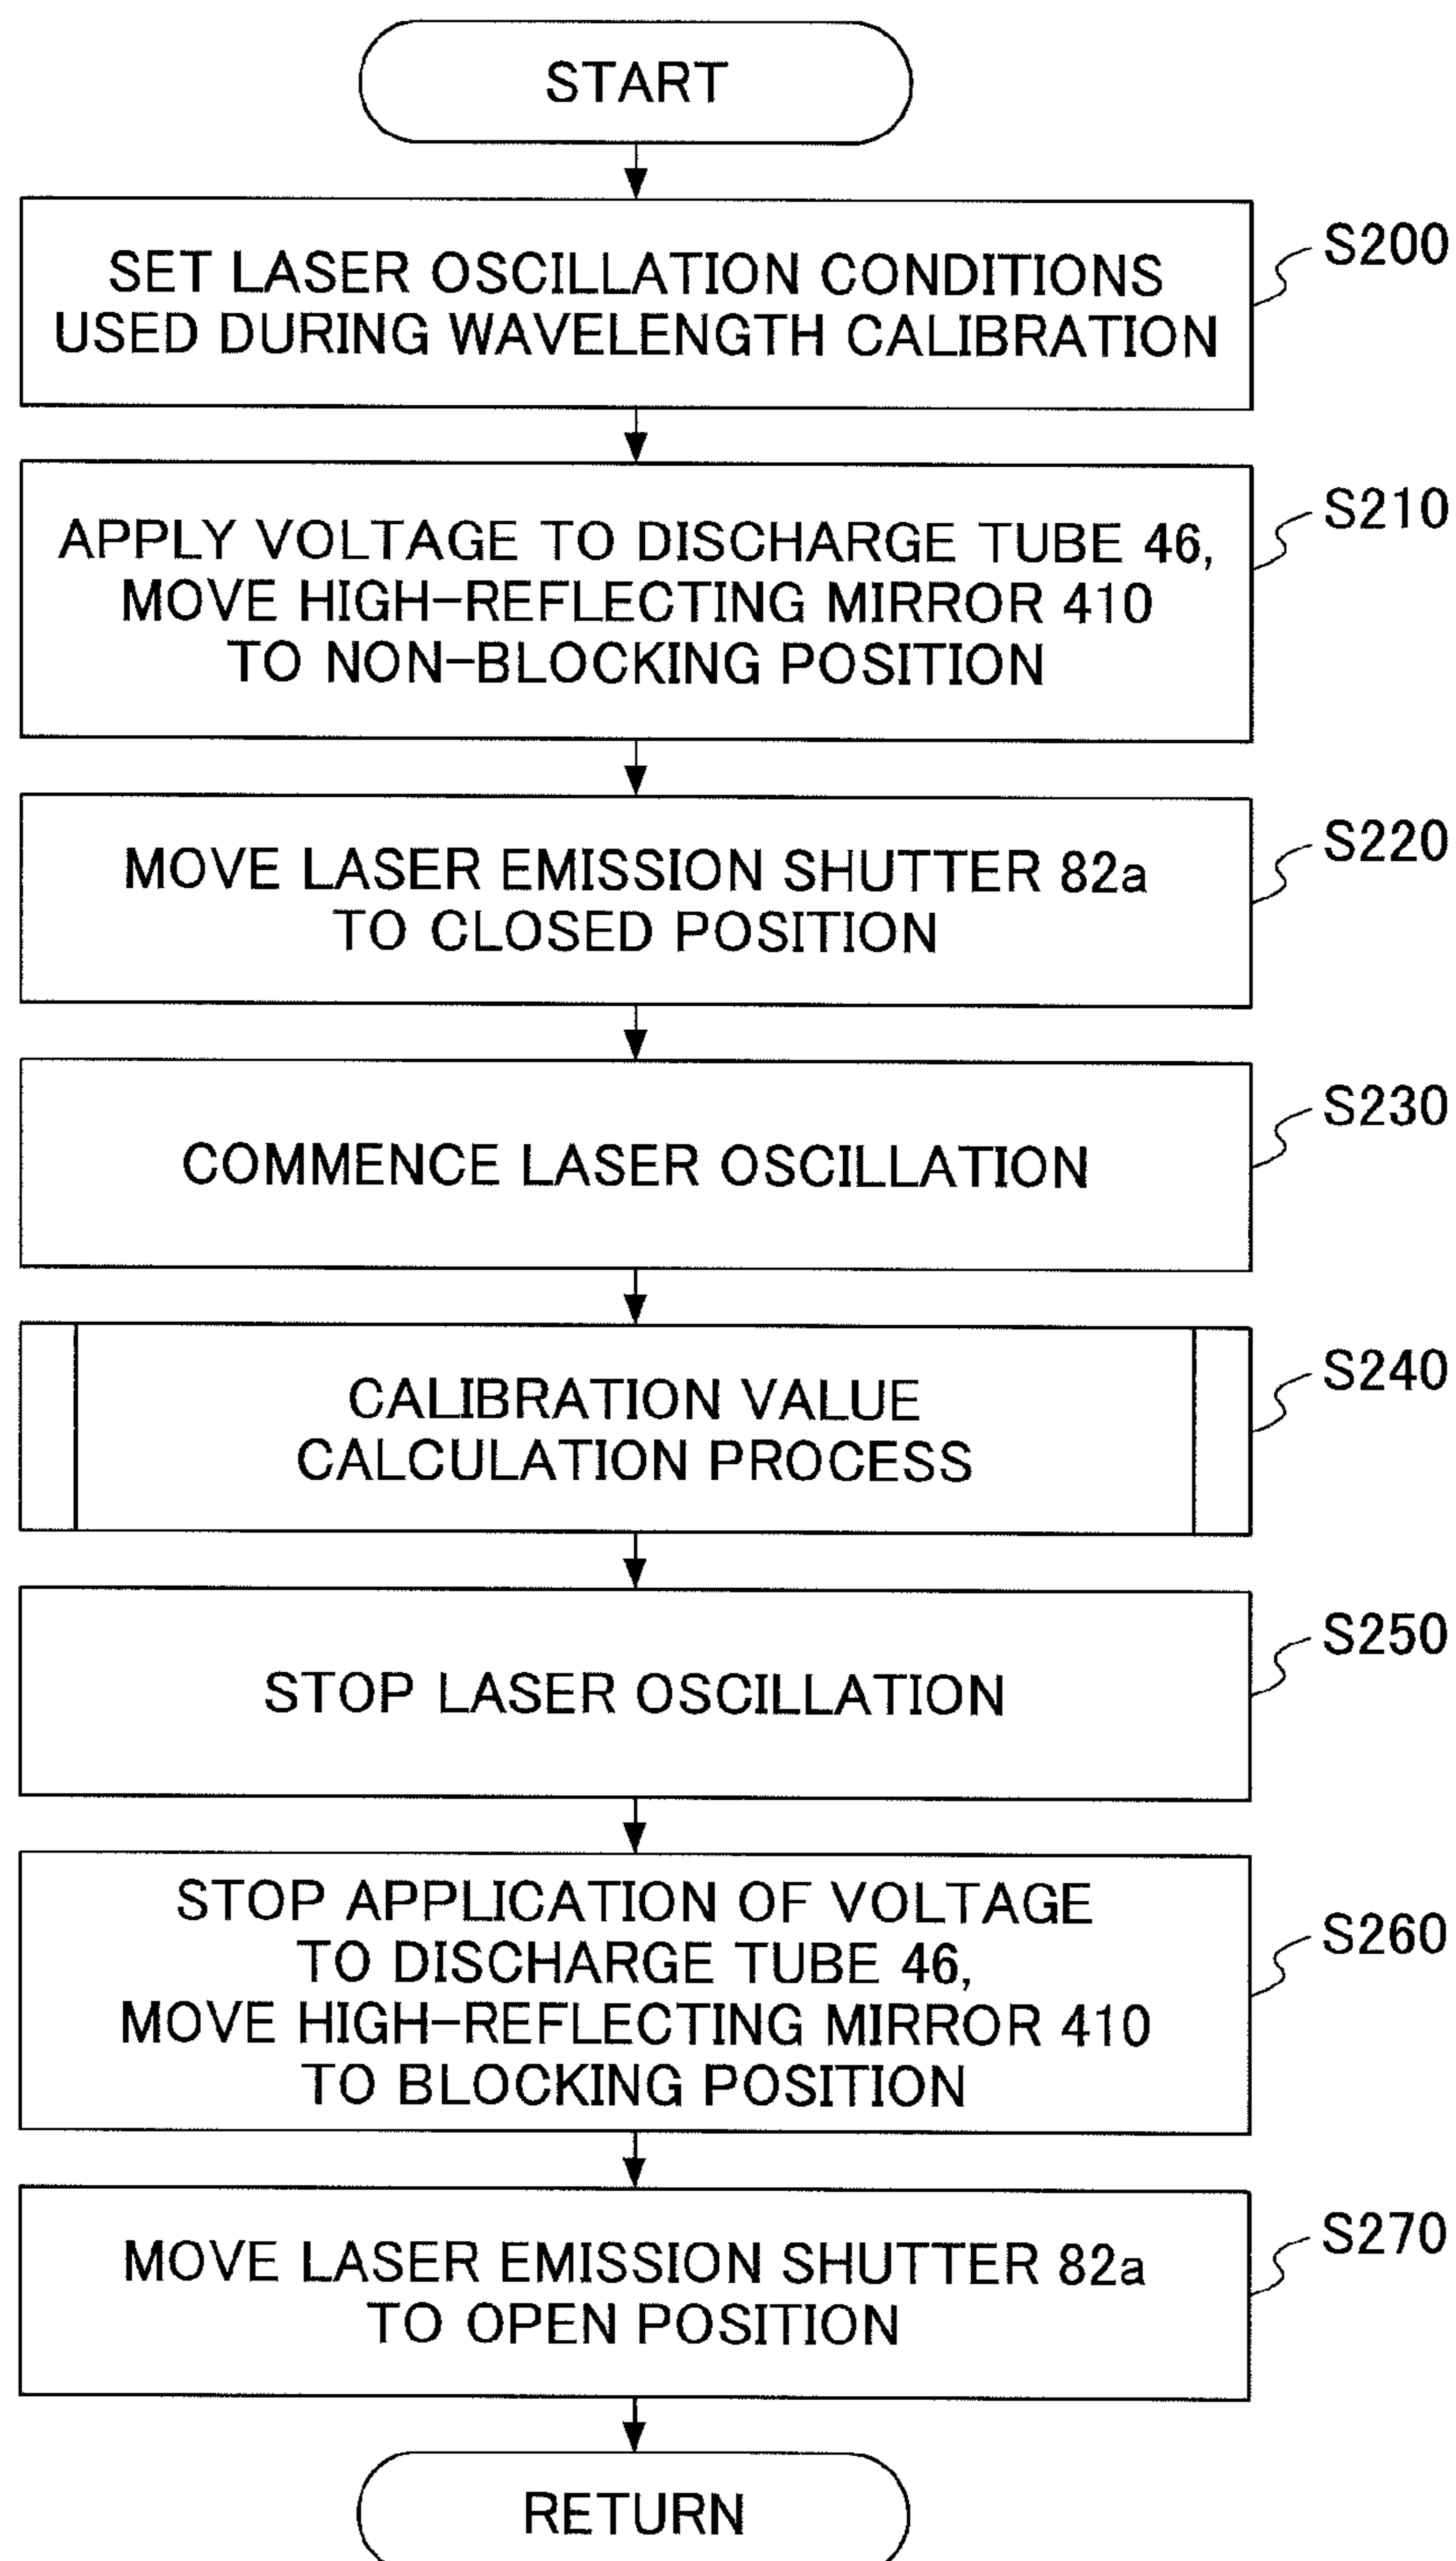 START
SET LASER OSCILLATION CONDITIONS
USED DURING WAVELENGTH CALIBRATION
S200
APPLY VOLTAGE TO DISCHARGE TUBE 46,
MOVE HIGH-REFLECTING MIRROR 410
TO NON-BLOCKING POSITION
S210
MOVE LASER EMISSION SHUTTER 82a
TO CLOSED POSITION
S220
COMMENCE LASER OSCILLATION
S230
CALIBRATION VALUE
CALCULATION PROCESS
S240
STOP LASER OSCILLATION
S250
STOP APPLICATION OF VOLTAGE
TO DISCHARGE TUBE 46,
MOVE HIGH-REFLECTING MIRROR 410
TO BLOCKING POSITION
S260
MOVE LASER EMISSION SHUTTER 82a
TO OPEN POSITION
S270
RETURN